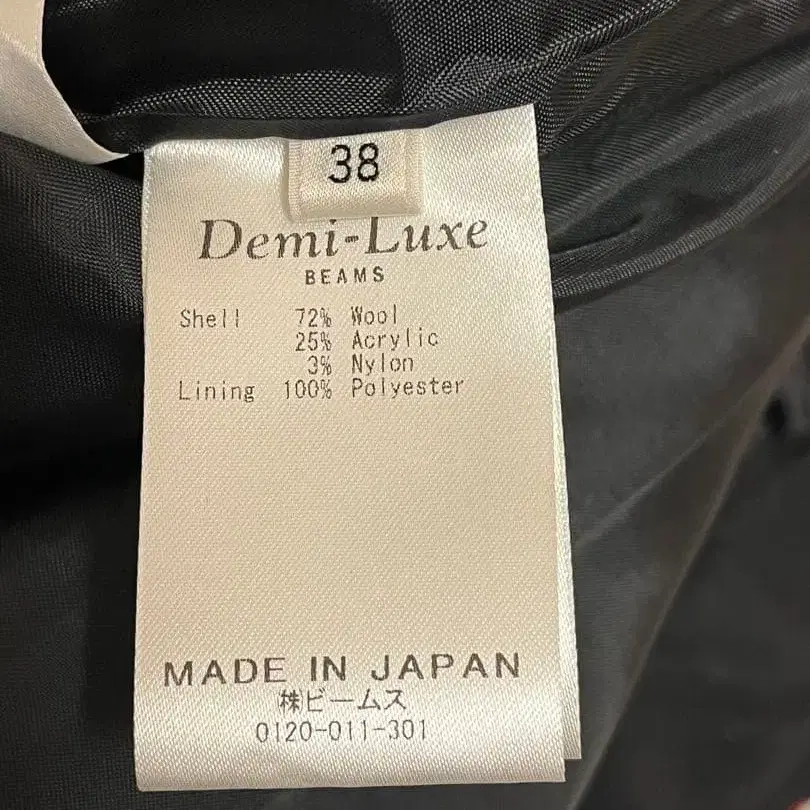 38
Demi-Luxe
BEAMS
Shell 72% Wool
25% Acrylic
3% Nylon
Lining 100% Polyester
MADE IN JAPAN
㈱ビームス
0120-011-301